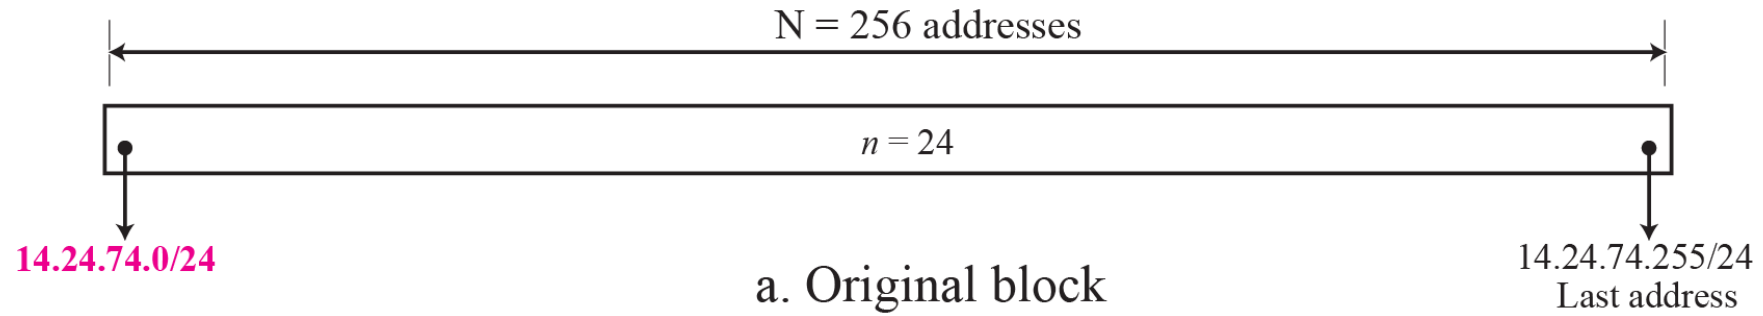 N = 256 addresses
n = 24
14.24.74.0/24
14.24.74.255/24
Last address
a. Original block